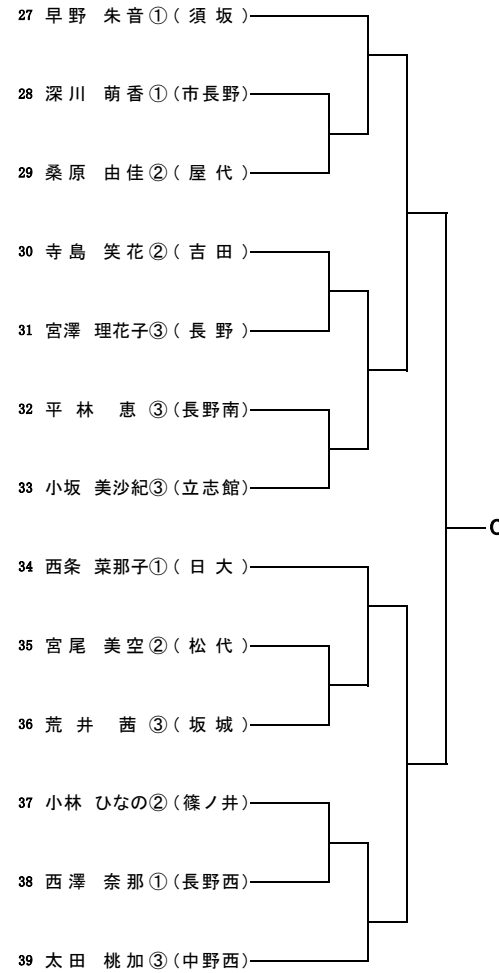 27 早野 朱音①(須坂)
28 深川 萌香①(市長野)
29 桑原 由佳②(屋代)
30 寺島 笑花②(吉田)
31 宮澤 理花子③(長野)
32 平林 恵③(長野南)
33 小坂 美沙紀③(立志館)
34 西条 菜那子①(日大)
35 宮尾 美空②(松代)
36 荒井 茜③(坂城)
37 小林 ひなの②(篠ノ井)
38 西澤 奈那①(長野西)
39 太田 桃加③(中野西)